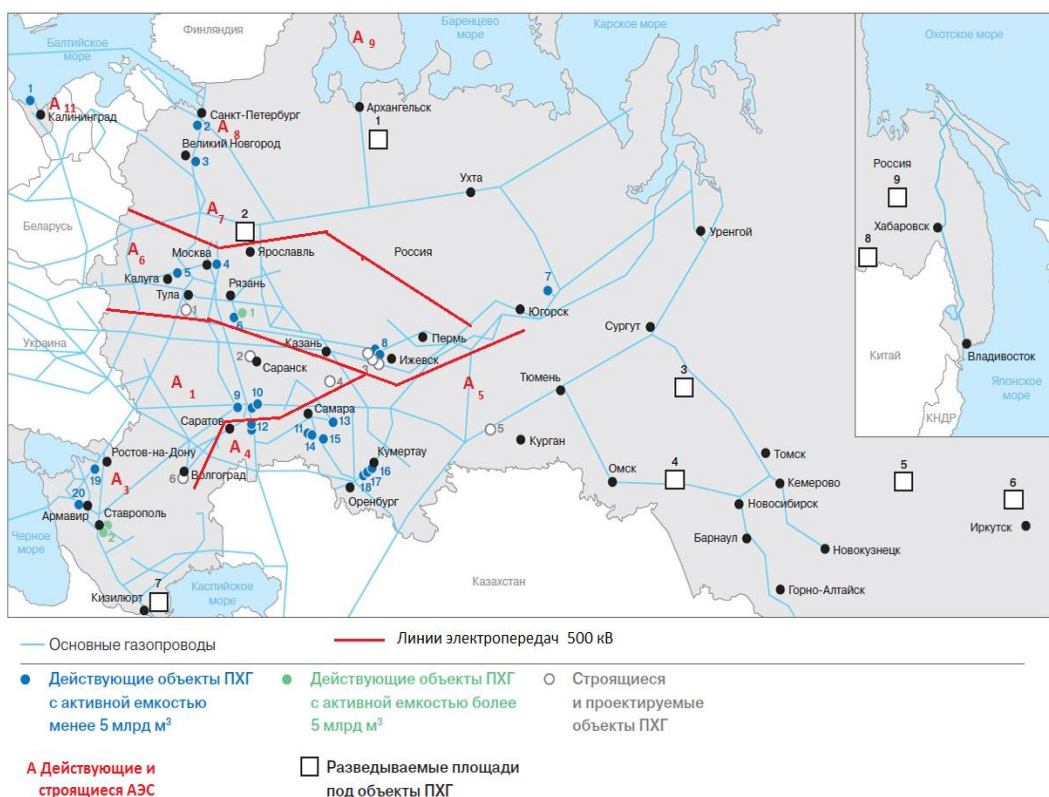 Финляндия
Баренцево
море
Карское море
Балтийское
море
А 9
Охотское море
1
А 11
Калининград
Санкт-Петербург
2
А 8
Архангельск
1
Великий Новгород
3
Ухта
Россия
9
А 7
2
Беларусь
Хабаровск
8
А 6
Москва
4
Ярославль
Россия
Уренгой
Калуга
5
7
Тула
Рязань
1
1
6
Югорск
Украина
Казань
8
Пермь
Сургут
Китай
Владивосток
2
Саранск
3
Ижевск
4
Японское
море
КНДР
А 1
А 5
Тюмень
3
9
10
Самара
13
Саратов
12
11
14
15
5
Курган
А 4
Ростов-на-Дону
19
А 3
6
Волгоград
Кумертау
16
17
18
Оренбург
Омск
4
Томск
Кемерово
5
6
Новосибирск
Иркутск
20
Армавир
Ставрополь
2
Барнаул
Новокузнецк
Черное
море
Каспийское
море
Казахстан
Горно-Алтайск
Кизилюрт
7
Основные газопроводы
Линии электропередач 500 кВ
Действующие объекты ПХГ
с активной емкостью
менее 5 млрд м³
Действующие объекты ПХГ
с активной емкостью более
5 млрд м³
Строящиеся
и проектируемые
объекты ПХГ
А Действующие и
строящиеся АЭС
Разведываемые площади
под объекты ПХГ